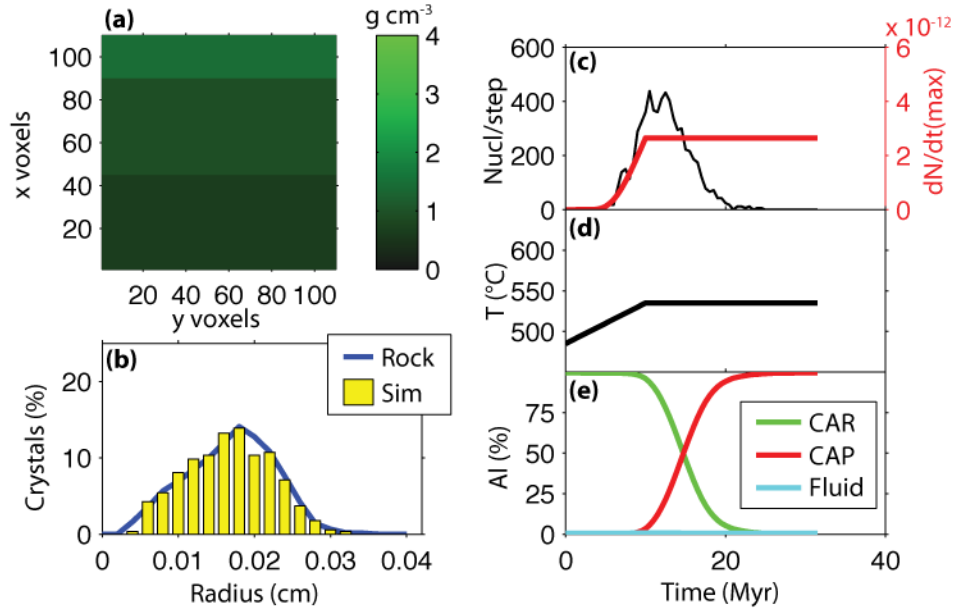 (a)
g cm-3
x voxels
100
80
60
40
20
20 40 60 80 100
y voxels
4
3
2
1
0
(b)
Rock
Sim
Crystals (%)
20
10
0
0 0.01 0.02 0.03 0.04
Radius (cm)
x 10-12
(c)
Nucl/step
600
400
200
0
6
4
2
0
dN/dt(max)
(d)
T (°C)
600
550
500
(e)
Al (%)
75
50
25
0
CAR
CAP
Fluid
0 20 40
Time (Myr)